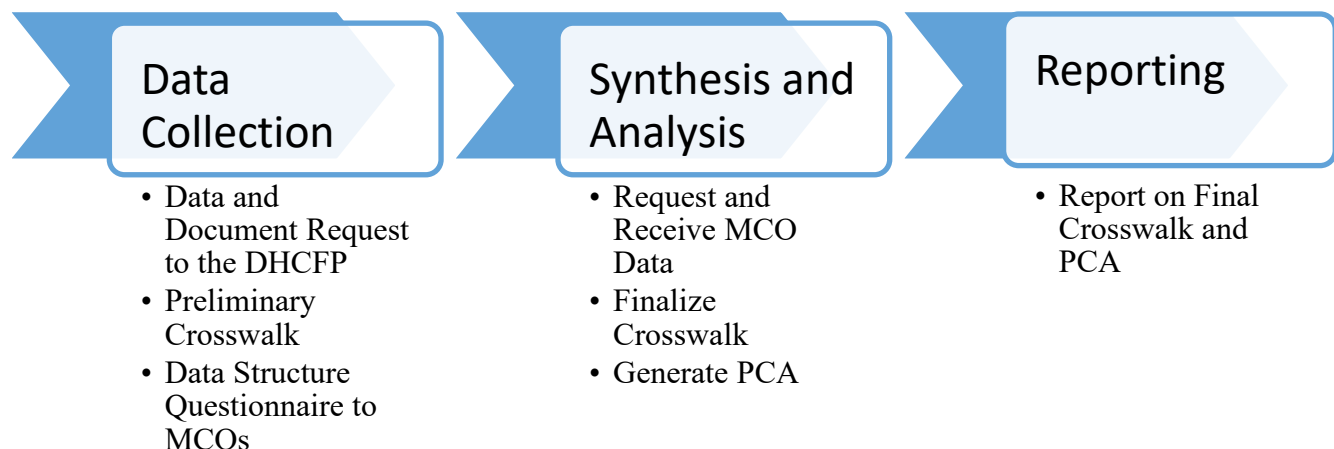 Data
Collection
• Data and
Document Request
to the DHCFP
• Preliminary
Crosswalk
• Data Structure
Questionnaire to
MCOs
Synthesis and
Analysis
• Request and
Receive MCO
Data
• Finalize
Crosswalk
• Generate PCA
Reporting
• Report on Final
Crosswalk and
PCA